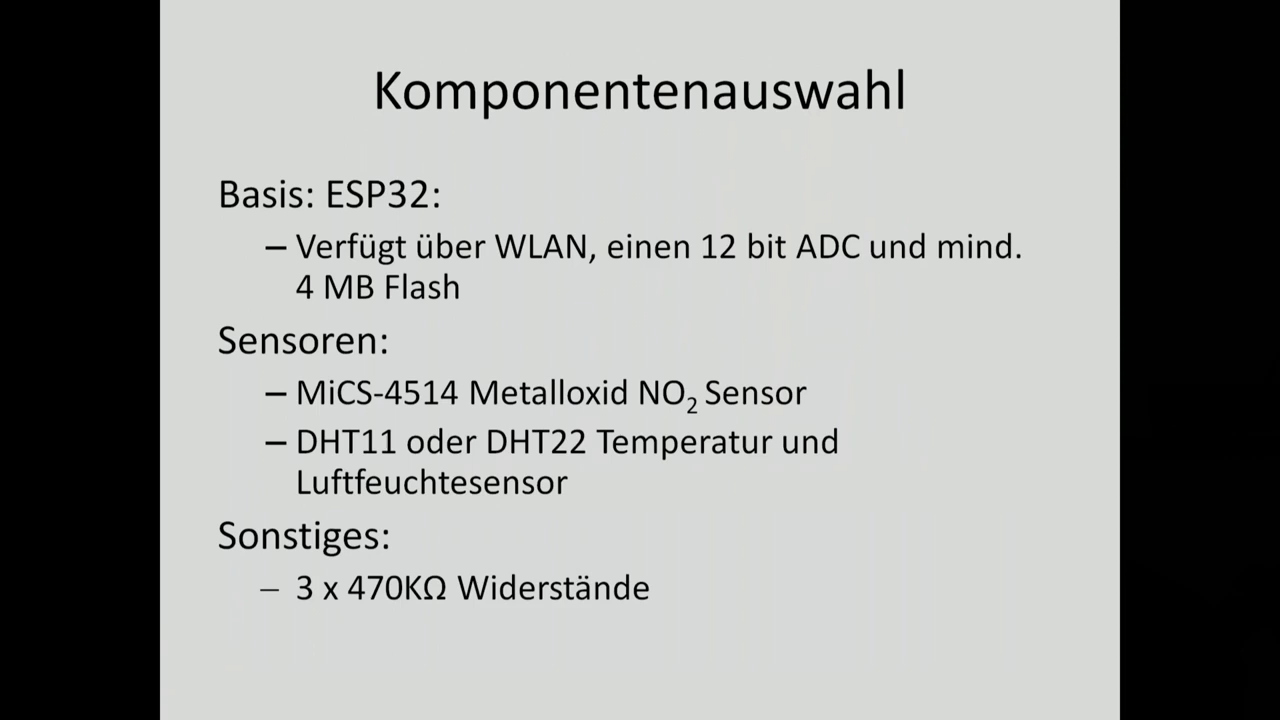 Komponentenauswahl
Basis: ESP32:
– Verfügt über WLAN, einen 12 bit ADC und mind.
4 MB Flash
Sensoren:
– MiCS-4514 Metalloxid NO₂ Sensor
– DHT11 oder DHT22 Temperatur und
Luftfeuchtesensor
Sonstiges:
– 3 x 470KΩ Widerstände